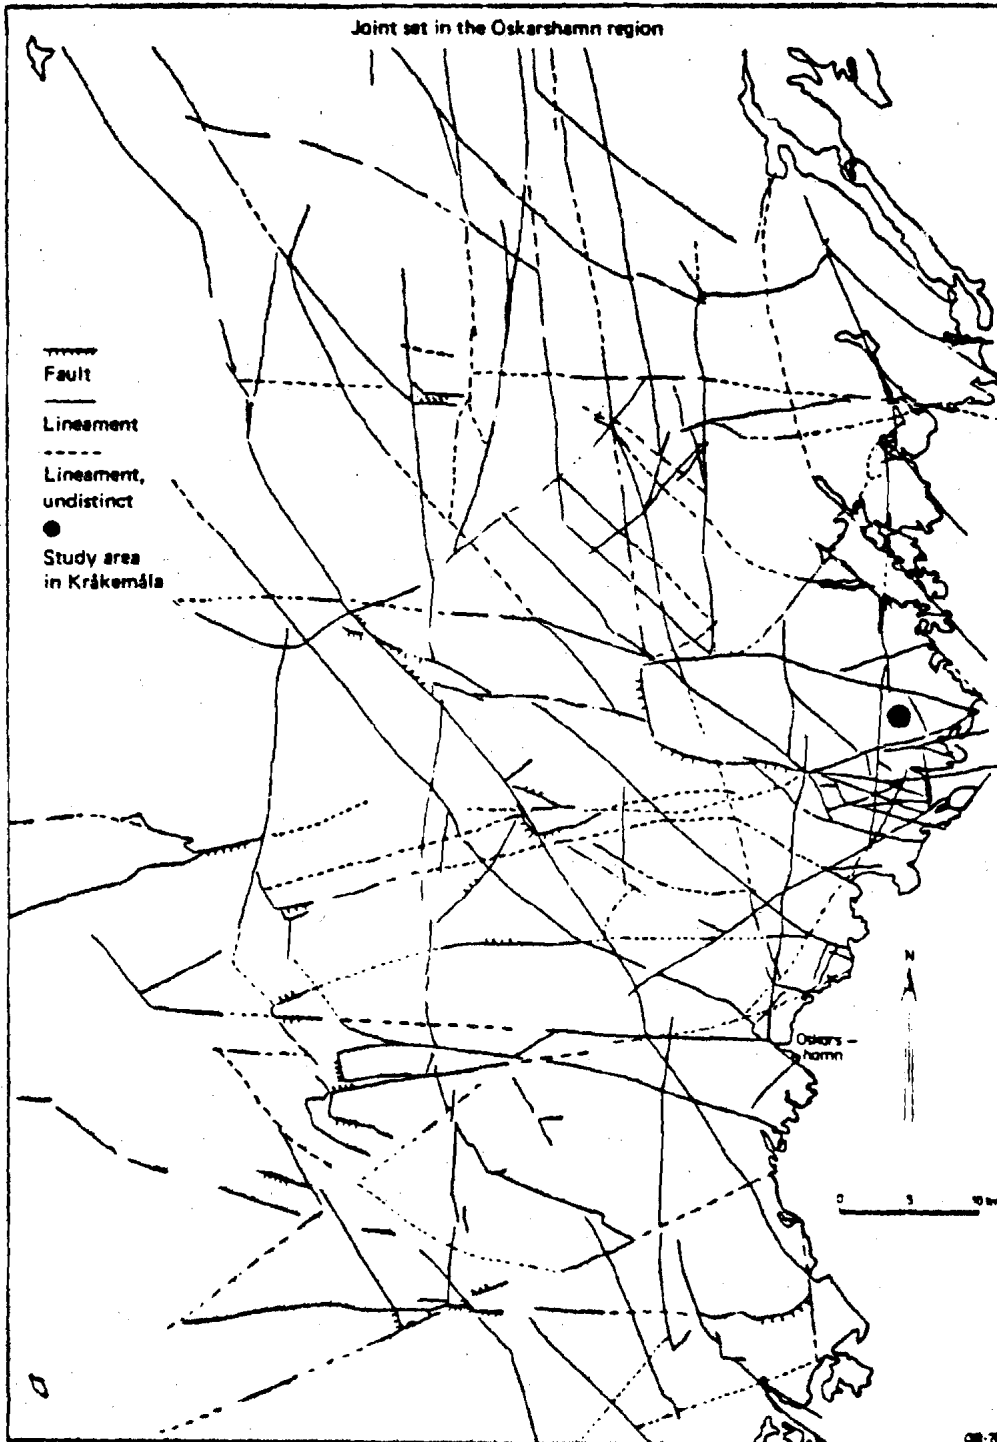 Joint set in the Oskarshamn region
Fault
Lineament
Lineament,
undistinct
Study area
in Kråkemåla
N
Oskars-
hamn
0 5 10 km